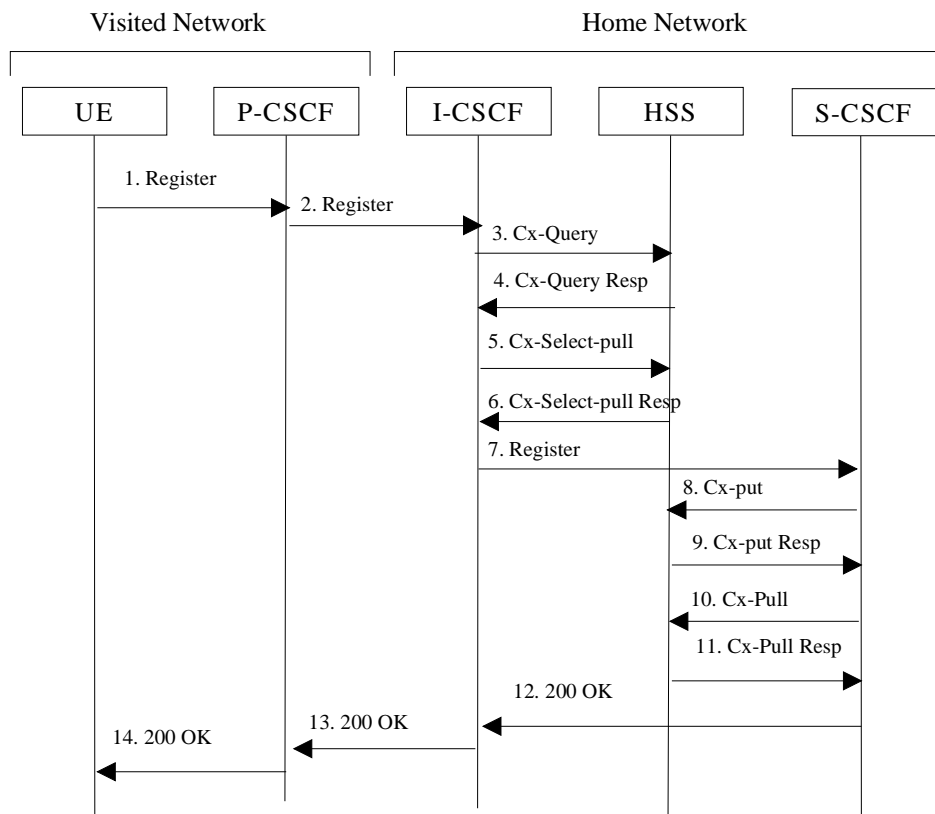 Visited Network
Home Network
UE
P-CSCF
I-CSCF
HSS
S-CSCF
1. Register
2. Register
3. Cx-Query
4. Cx-Query Resp
5. Cx-Select-pull
6. Cx-Select-pull Resp
7. Register
8. Cx-put
9. Cx-put Resp
10. Cx-Pull
11. Cx-Pull Resp
12. 200 OK
13. 200 OK
14. 200 OK